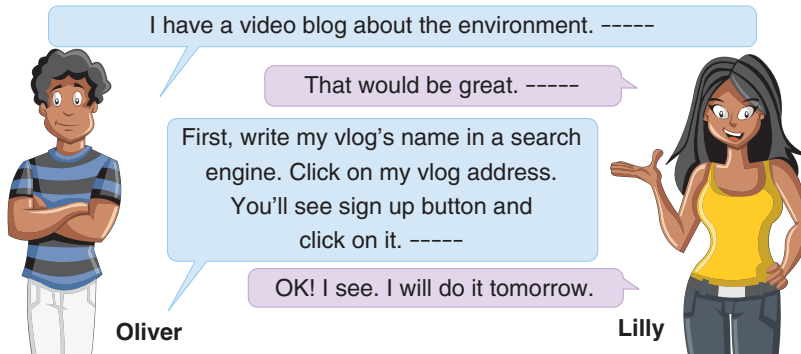 I have a video blog about the environment. -----
That would be great. -----
First, write my vlog's name in a search
engine. Click on my vlog address.
You'll see sign up button and
click on it. -----
OK! I see. I will do it tomorrow.
Oliver
Lilly